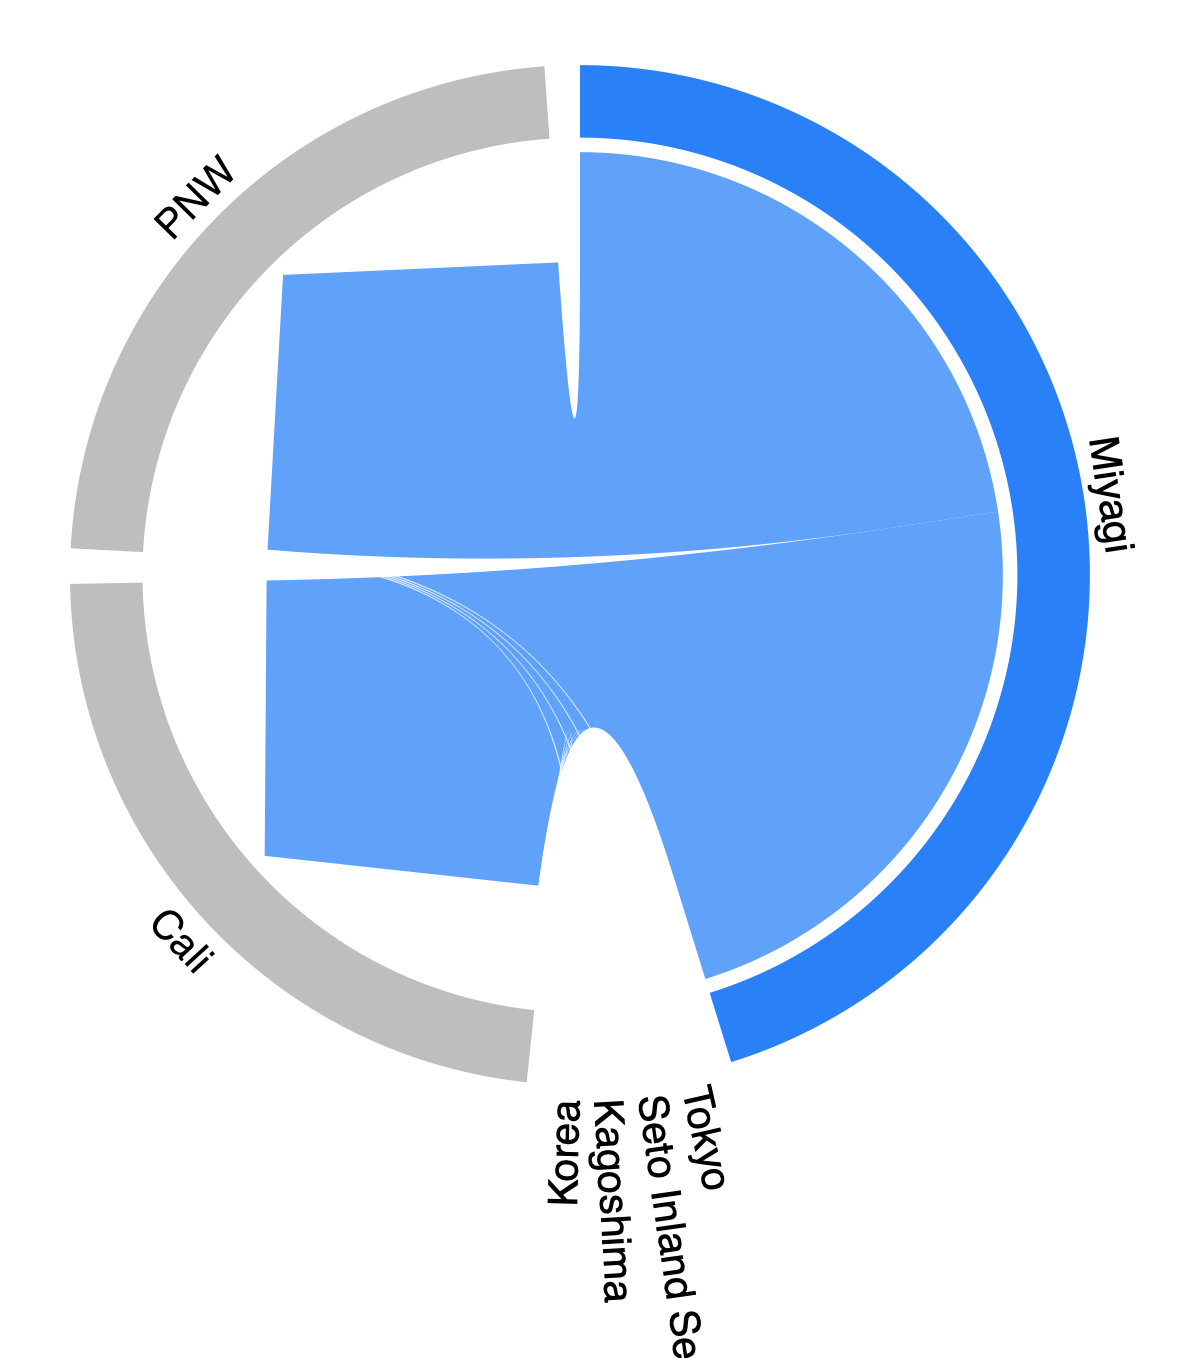 PNW
Miyagi
Cali
Tokyo
Seto Inland Se
Kagoshima
Korea